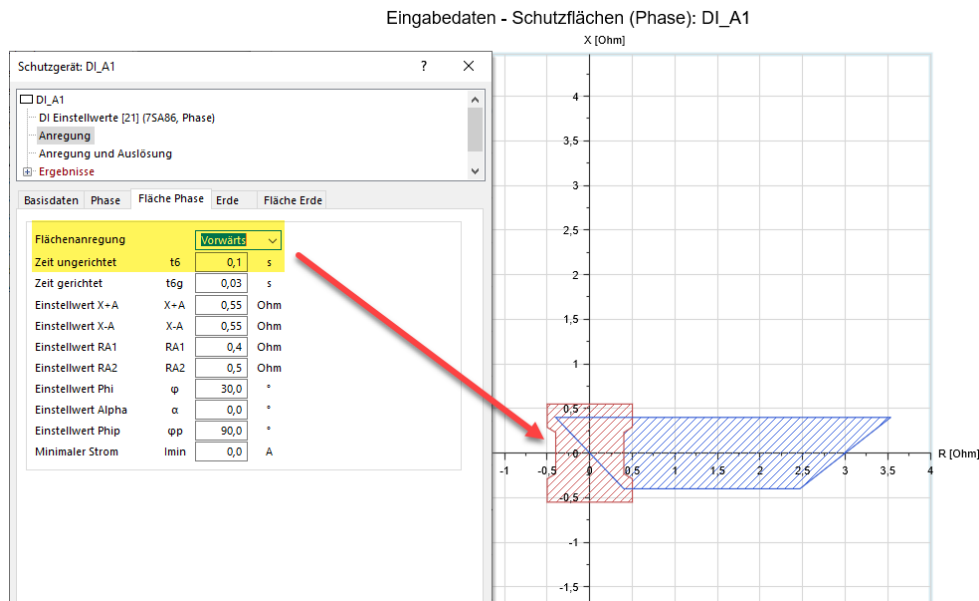 Eingabedaten - Schutzflächen (Phase): DI_A1
X [Ohm]
Schutzgerät: DI_A1
?
DI_A1
DI Einstellwerte [21] (7SA86, Phase)
Anregung
Anregung und Auslösung
Ergebnisse
Basisdaten Phase Fläche Phase Erde Fläche Erde
Flächenanregung Vorwärts
Zeit ungerichtet t6 0,1 s
Zeit gerichtet t6g 0,03 s
Einstellwert X+A X+A 0,55 Ohm
Einstellwert X-A X-A 0,55 Ohm
Einstellwert RA1 RA1 0,4 Ohm
Einstellwert RA2 RA2 0,5 Ohm
Einstellwert Phi φ 30,0 °
Einstellwert Alpha α 0,0 °
Einstellwert Phip φp 90,0 °
Minimaler Strom Imin 0,0 A
4
3,5
3
2,5
2
1,5
1
0,5
0
-0,5
-1
-1,5
-1 -0,5 0 0,5 1 1,5 2 2,5 3 3,5 4
R [Ohm]